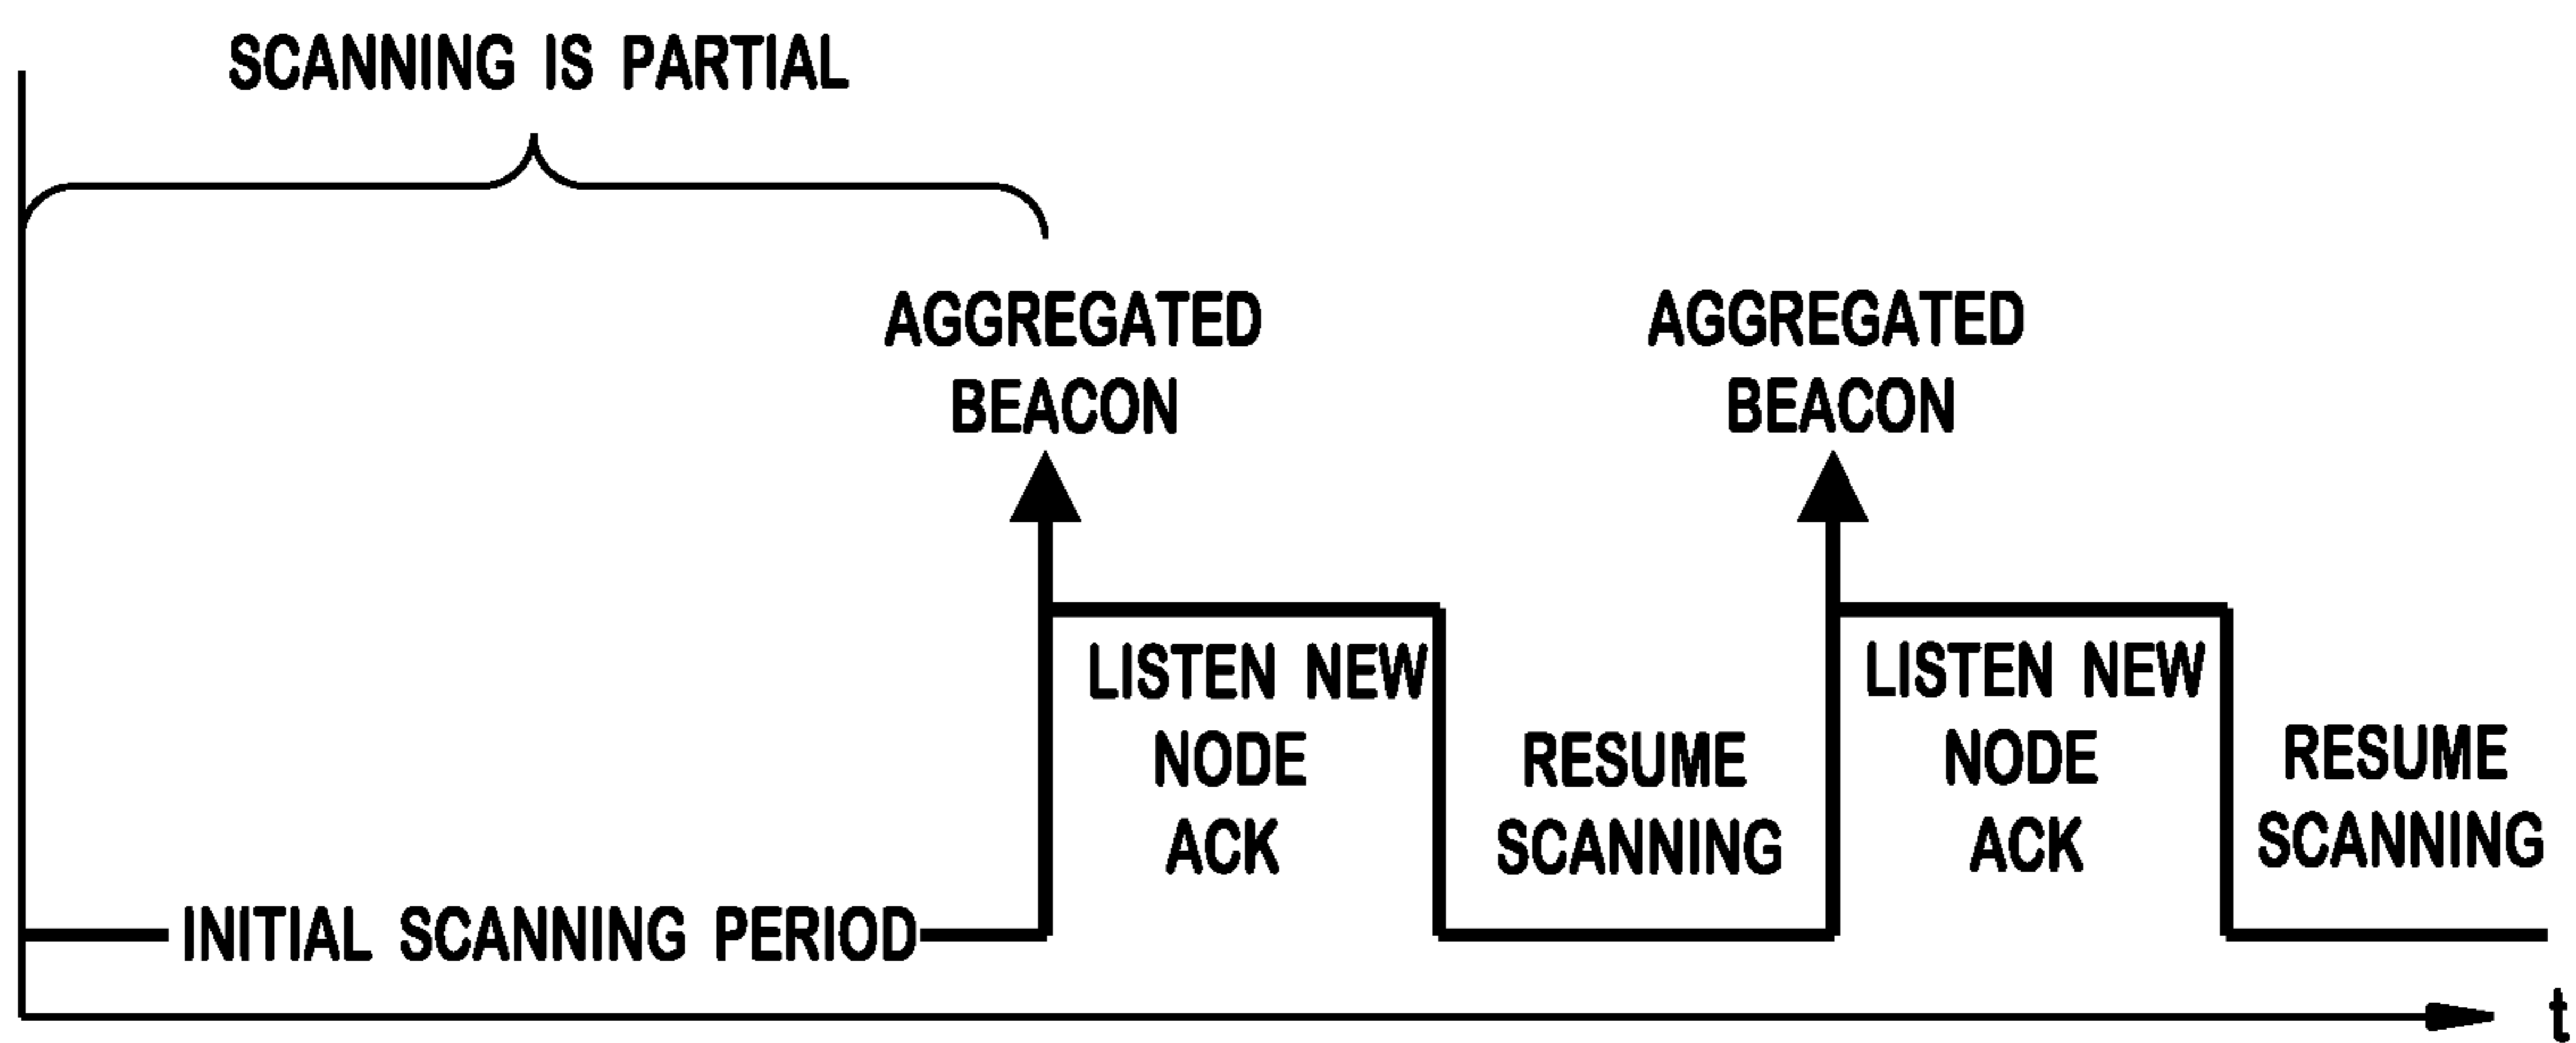 SCANNING IS PARTIAL
AGGREGATED
BEACON
AGGREGATED
BEACON
LISTEN NEW
NODE
ACK
RESUME
SCANNING
LISTEN NEW
NODE
ACK
RESUME
SCANNING
INITIAL SCANNING PERIOD
t